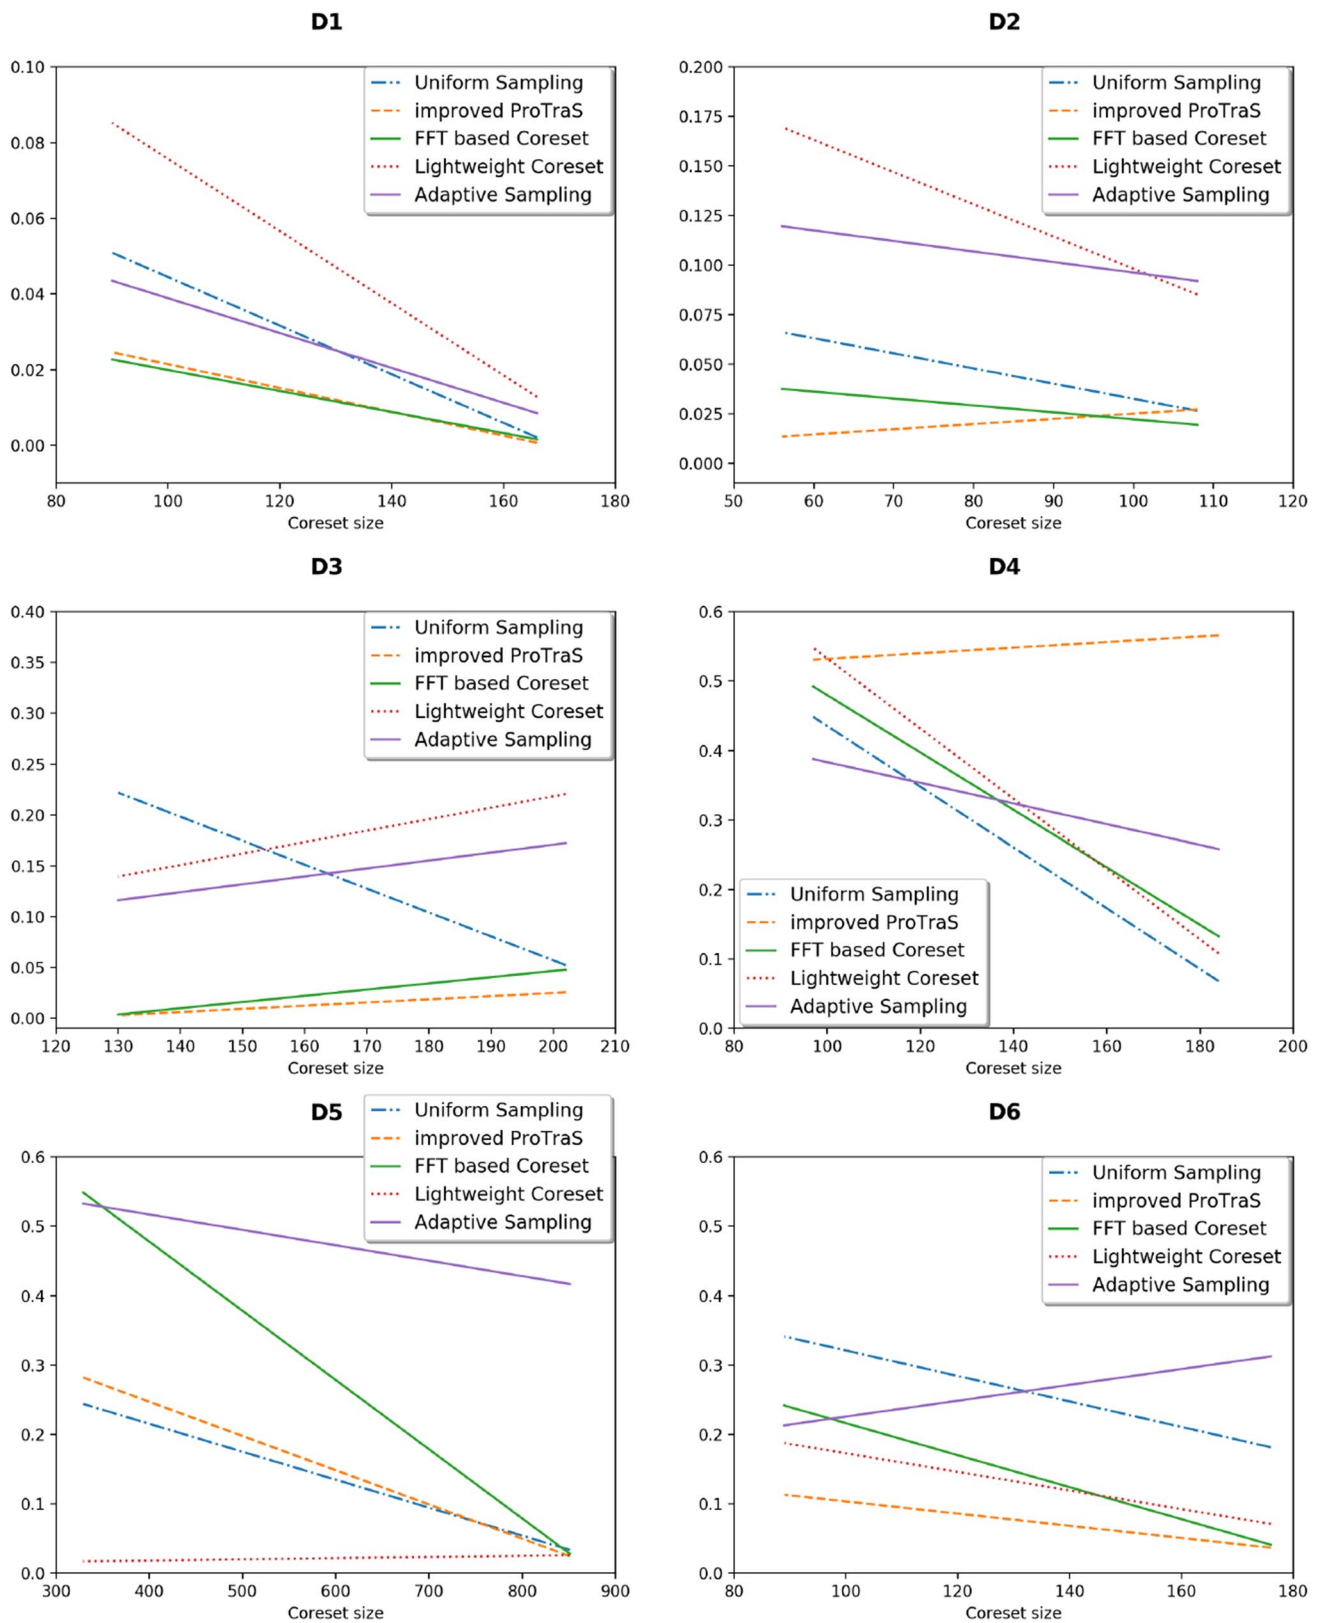 D1
0.10
0.08
0.06
0.04
0.02
0.00
80 100 120 140 160 180
Coreset size
Uniform Sampling
improved ProTraS
FFT based Coreset
Lightweight Coreset
Adaptive Sampling
D2
0.200
0.175
0.150
0.125
0.100
0.075
0.050
0.025
0.000
50 60 70 80 90 100 110 120
Coreset size
Uniform Sampling
improved ProTraS
FFT based Coreset
Lightweight Coreset
Adaptive Sampling
D3
0.40
0.35
0.30
0.25
0.20
0.15
0.10
0.05
0.00
120 130 140 150 160 170 180 190 200 210
Coreset size
Uniform Sampling
improved ProTraS
FFT based Coreset
Lightweight Coreset
Adaptive Sampling
D4
0.6
0.5
0.4
0.3
0.2
0.1
0.0
80 100 120 140 160 180 200
Coreset size
Uniform Sampling
improved ProTraS
FFT based Coreset
Lightweight Coreset
Adaptive Sampling
D5
0.6
0.5
0.4
0.3
0.2
0.1
0.0
300 400 500 600 700 800 900
Coreset size
Uniform Sampling
improved ProTraS
FFT based Coreset
Lightweight Coreset
Adaptive Sampling
D6
0.6
0.5
0.4
0.3
0.2
0.1
0.0
80 100 120 140 160 180
Coreset size
Uniform Sampling
improved ProTraS
FFT based Coreset
Lightweight Coreset
Adaptive Sampling